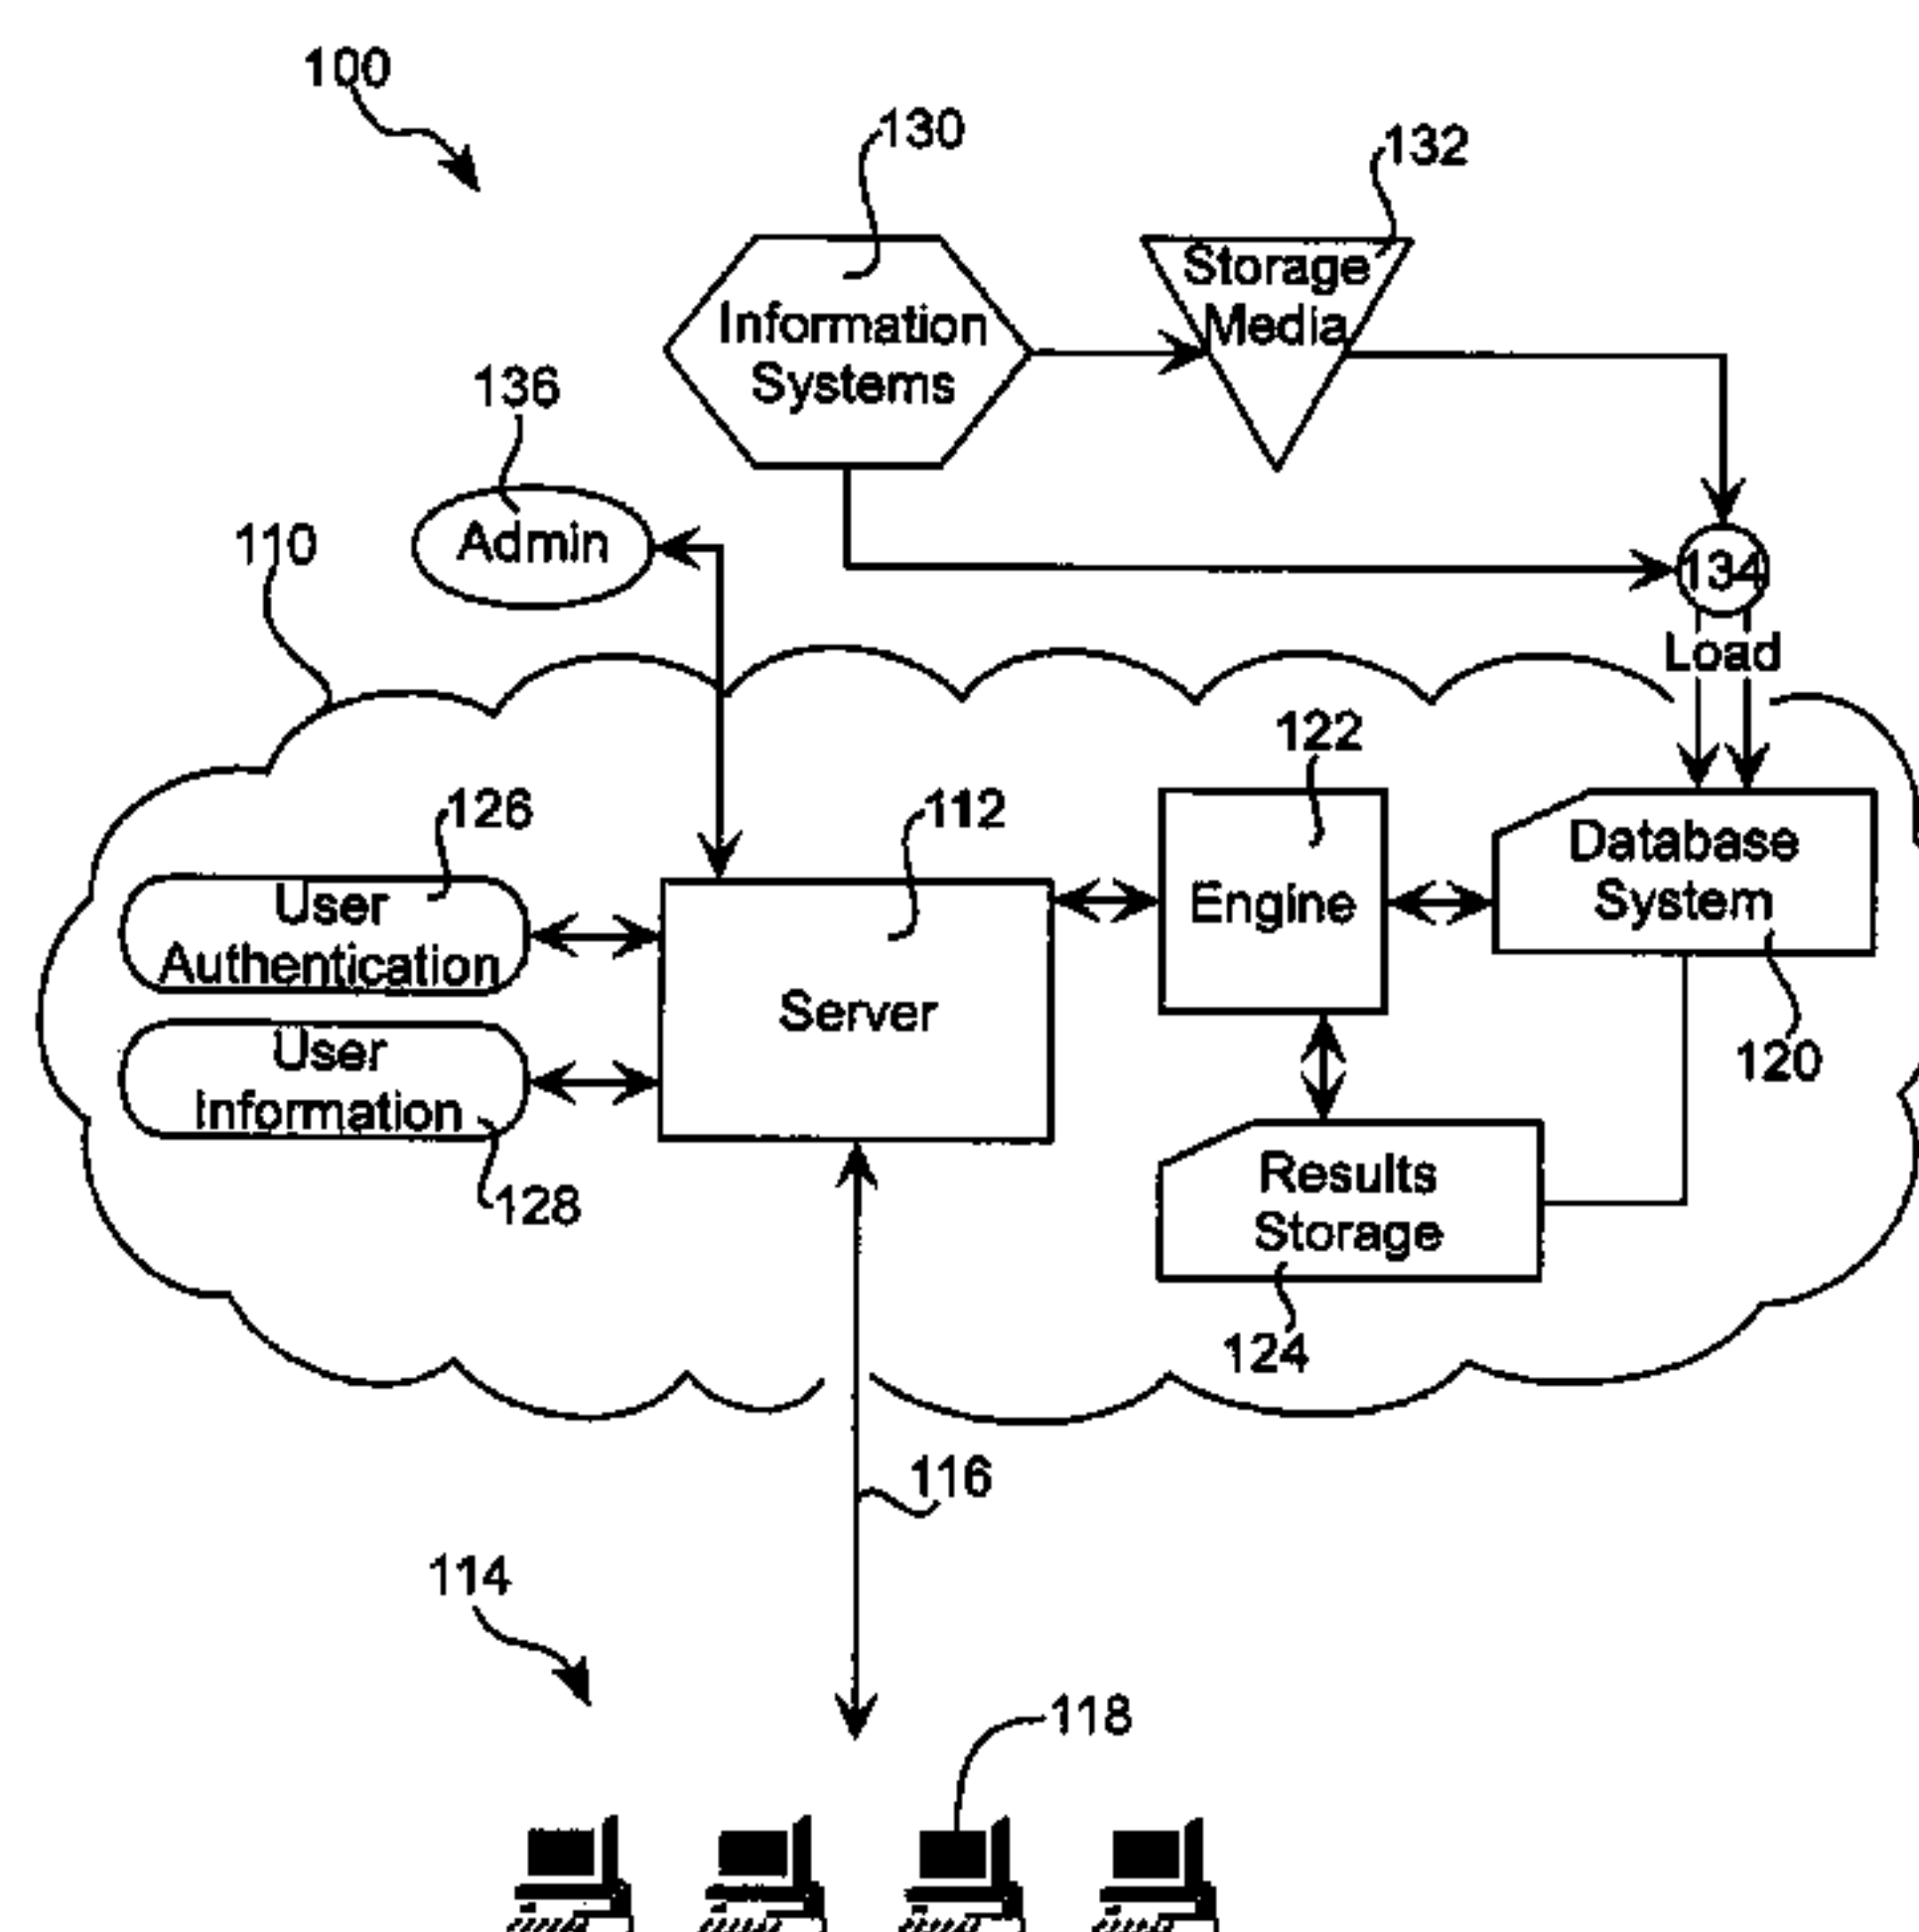 100
130
132
Storage
Media
Information
Systems
136
Admin
110
134
Load
122
126
112
Database
System
User
Authentication
Engine
Server
User
Information
120
128
Results
Storage
124
116
114
118